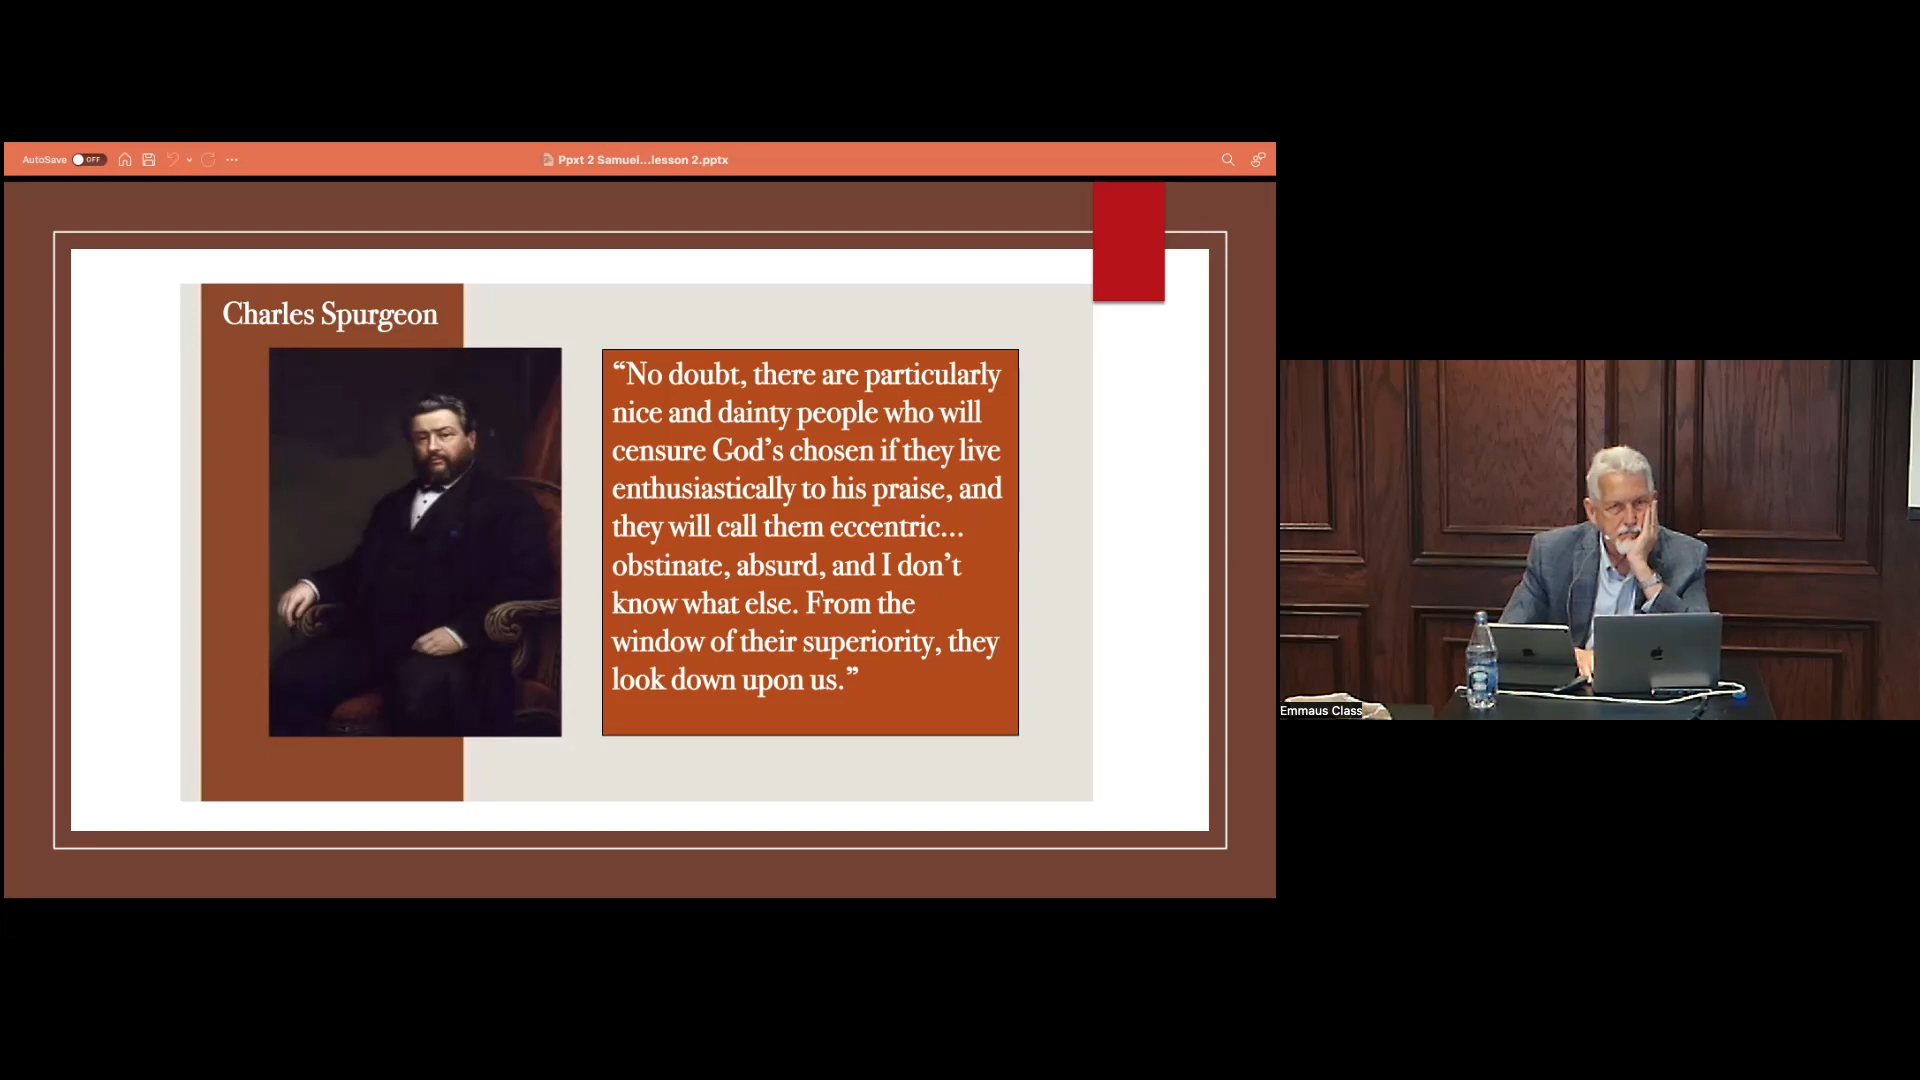 AutoSave OFF
Ppxt 2 Samuel...lesson 2.pptx
Charles Spurgeon
“No doubt, there are particularly
nice and dainty people who will
censure God’s chosen if they live
enthusiastically to his praise, and
they will call them eccentric...
obstinate, absurd, and I don’t
know what else. From the
window of their superiority, they
look down upon us.”
Emmaus Class